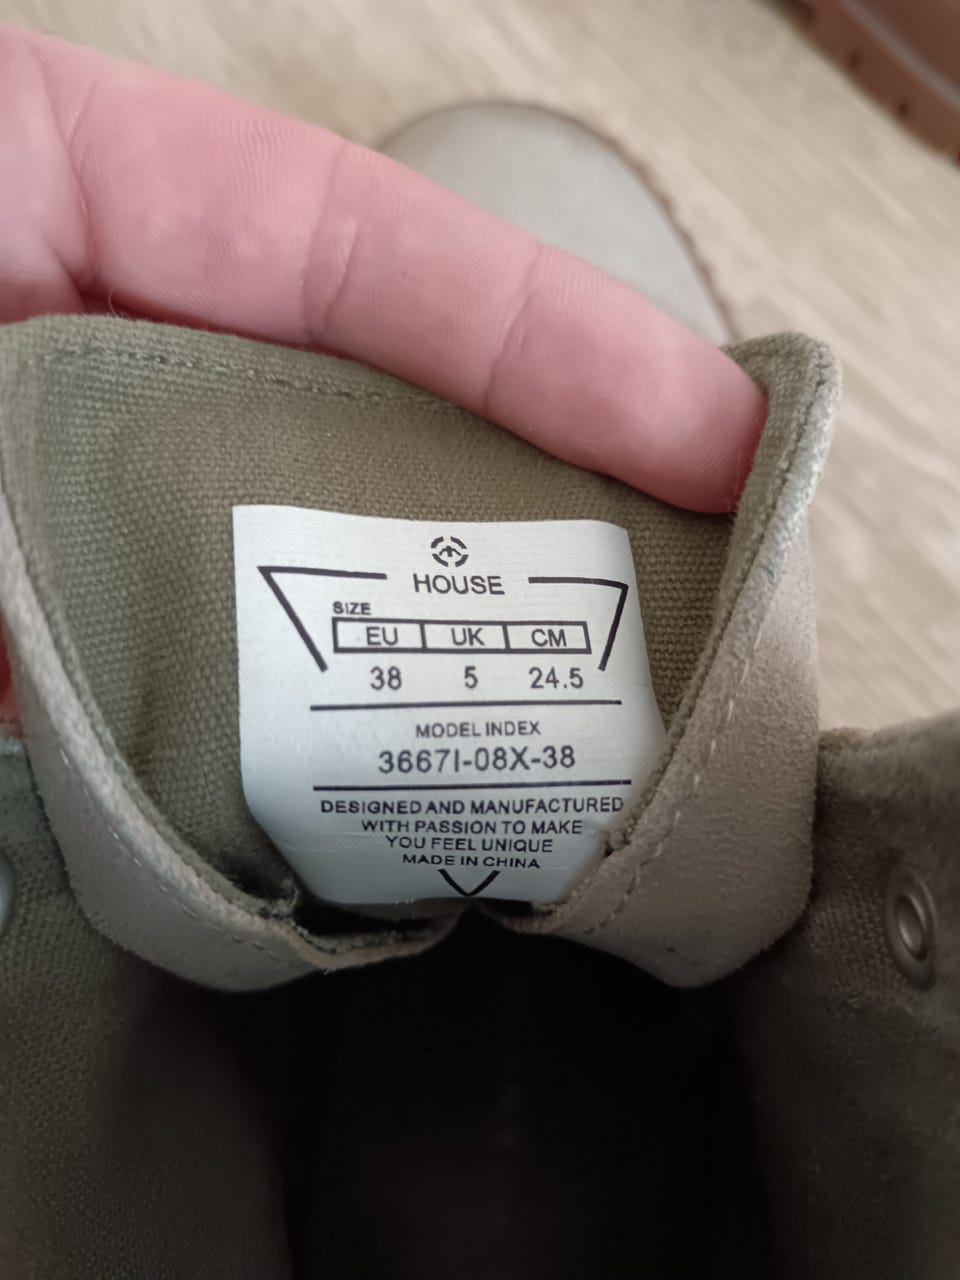 HOUSE
SIZE
EU UK CM
38 5 24.5
MODEL INDEX
3667I-08X-38
DESIGNED AND MANUFACTURED
WITH PASSION TO MAKE
YOU FEEL UNIQUE
MADE IN CHINA